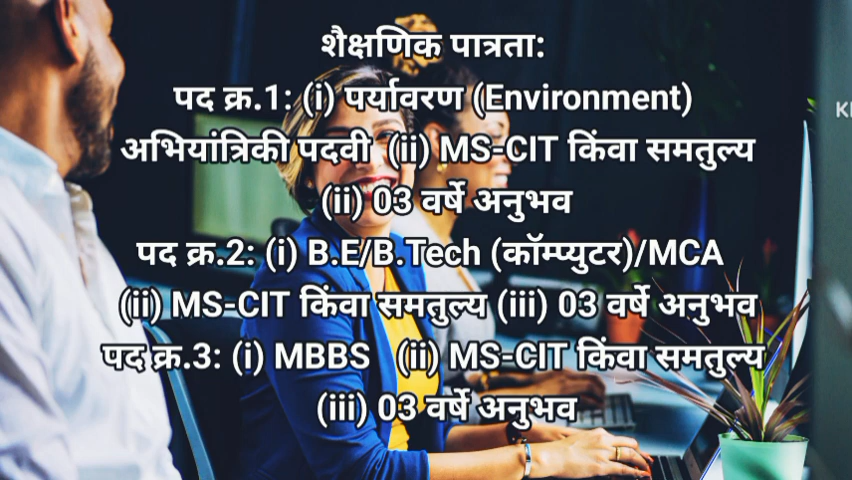 शैक्षणिक पात्रता:
पद क्र.1: (i) पर्यावरण (Environment)
अभियांत्रिकी पदवी (ii) MS-CIT किंवा समतुल्य
(ii) 03 वर्षे अनुभव
पद क्र.2: (i) B.E/B.Tech (कॉम्प्युटर)/MCA
(ii) MS-CIT किंवा समतुल्य (iii) 03 वर्षे अनुभव
पद क्र.3: (i) MBBS (ii) MS-CIT किंवा समतुल्य
(iii) 03 वर्षे अनुभव